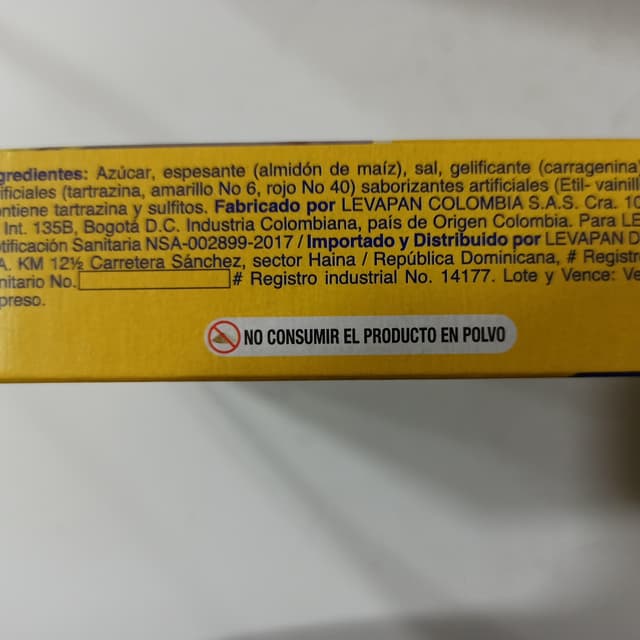 gredientes: Azúcar, espesante (almidón de maíz), sal, gelificante (carragenina)
ificiales (tartrazina, amarillo No 6, rojo No 40) saborizantes artificiales (Etil- vainill
ontiene tartrazina y sulfitos. Fabricado por LEVAPAN COLOMBIA S.A.S. Cra. 10
Int. 135B, Bogotá D.C. Industria Colombiana, país de Origen Colombia. Para LE
otificación Sanitaria NSA-002899-2017 / Importado y Distribuido por LEVAPAN D
A. KM 12½ Carretera Sánchez, sector Haina / República Dominicana, # Registro
nitario No. # Registro industrial No. 14177. Lote y Vence: Ve
preso.
NO CONSUMIR EL PRODUCTO EN POLVO